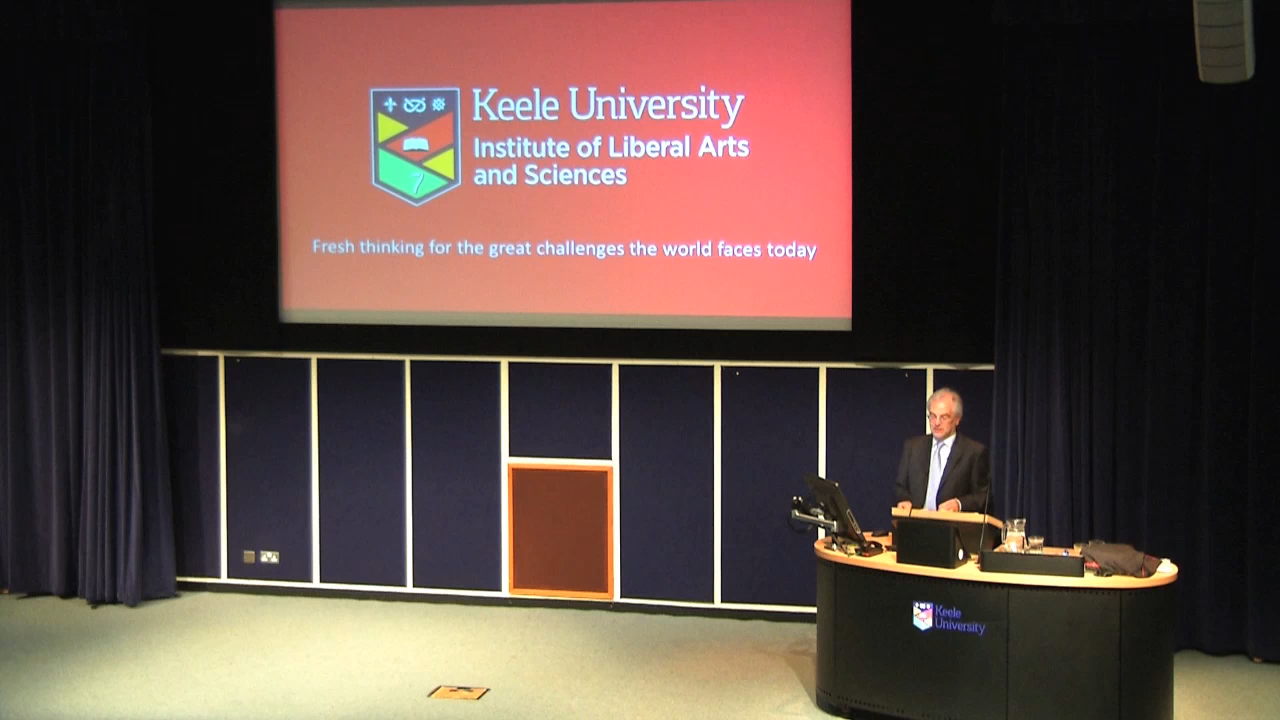 Keele University
Institute of Liberal Arts
and Sciences
Fresh thinking for the great challenges the world faces today
Keele
University